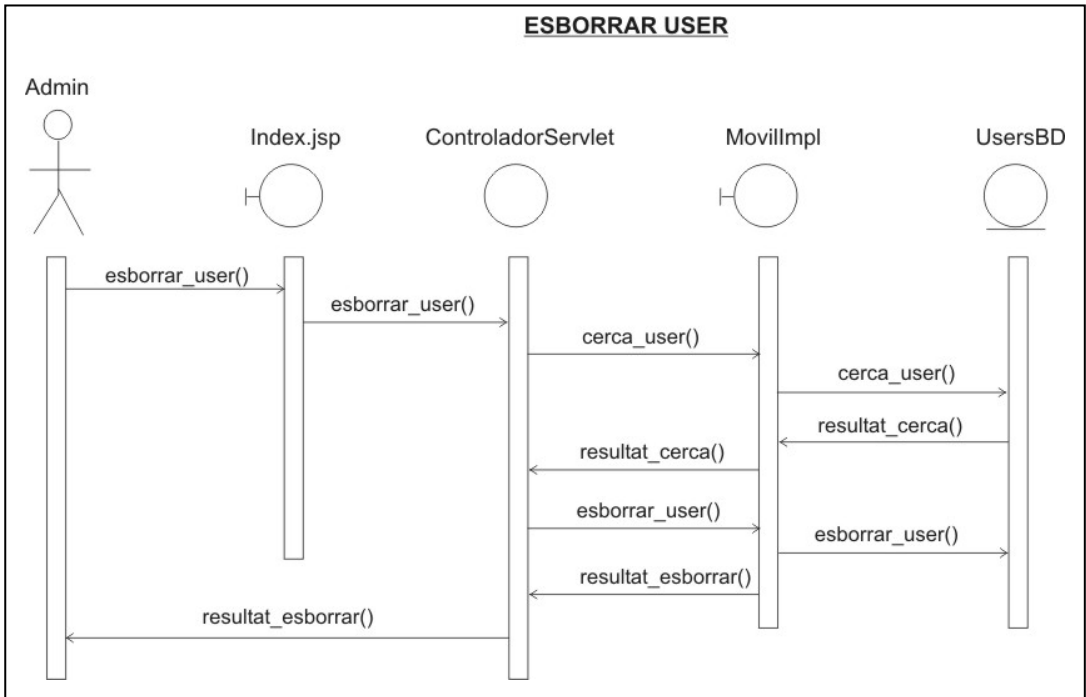 ESBORRAR USER
Admin
Index.jsp
ControladorServlet
MovilImpl
UsersBD
esborrar_user()
esborrar_user()
cerca_user()
cerca_user()
resultat_cerca()
resultat_cerca()
esborrar_user()
esborrar_user()
resultat_esborrar()
resultat_esborrar()